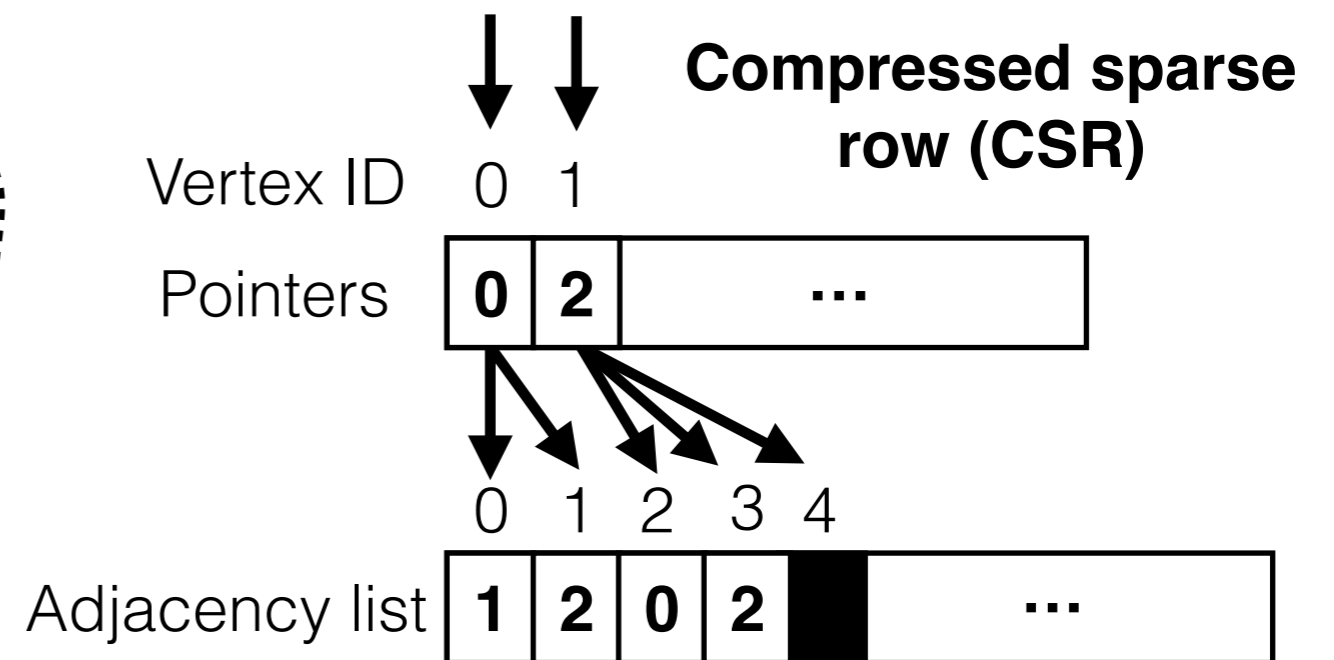 Compressed sparse
row (CSR)
Vertex ID 0 1
Pointers 0 2 ...
0 1 2 3 4
Adjacency list 1 2 0 2 ...